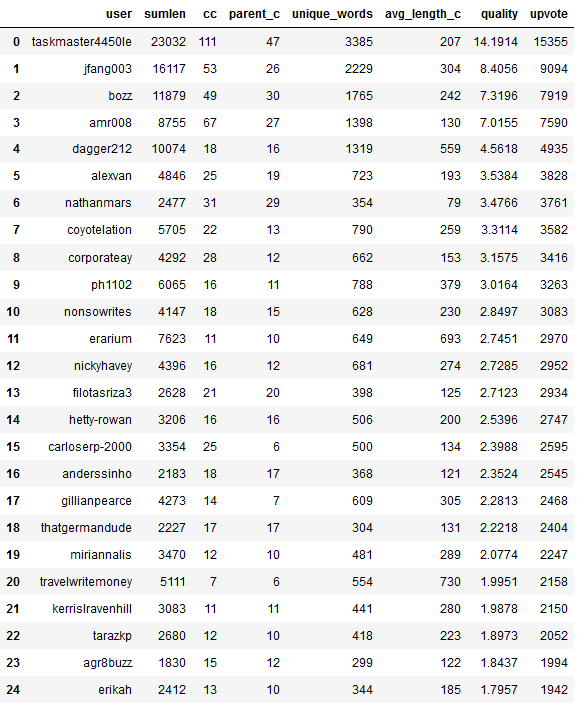 user sumlen cc parent_c unique_words avg_length_c quality upvote
0 taskmaster4450le 23032 111 47 3385 207 14.1914 15355
1 jfang003 16117 53 26 2229 304 8.4056 9094
2 bozz 11879 49 30 1765 242 7.3196 7919
3 amr008 8755 67 27 1398 130 7.0155 7590
4 dagger212 10074 18 16 1319 559 4.5618 4935
5 alexvan 4846 25 19 723 193 3.5384 3828
6 nathanmars 2477 31 29 354 79 3.4766 3761
7 coyotelation 5705 22 13 790 259 3.3114 3582
8 corporateay 4292 28 12 662 153 3.1575 3416
9 ph1102 6065 16 11 788 379 3.0164 3263
10 nonsowrites 4147 18 15 628 230 2.8497 3083
11 erarium 7623 11 10 649 693 2.7451 2970
12 nickyhavey 4396 16 12 681 274 2.7285 2952
13 filotasriza3 2628 21 20 398 125 2.7123 2934
14 hetty-rowan 3206 16 16 506 200 2.5396 2747
15 carloserp-2000 3354 25 6 500 134 2.3988 2595
16 anderssinho 2183 18 17 368 121 2.3524 2545
17 gillianpearce 4273 14 7 609 305 2.2813 2468
18 thatgermandude 2227 17 17 304 131 2.2218 2404
19 miriannalis 3470 12 10 481 289 2.0774 2247
20 travelwritemoney 5111 7 6 554 730 1.9951 2158
21 kerrislravenhill 3083 11 11 441 280 1.9878 2150
22 tarazkp 2680 12 10 418 223 1.8973 2052
23 agr8buzz 1830 15 12 299 122 1.8437 1994
24 erikah 2412 13 10 344 185 1.7957 1942